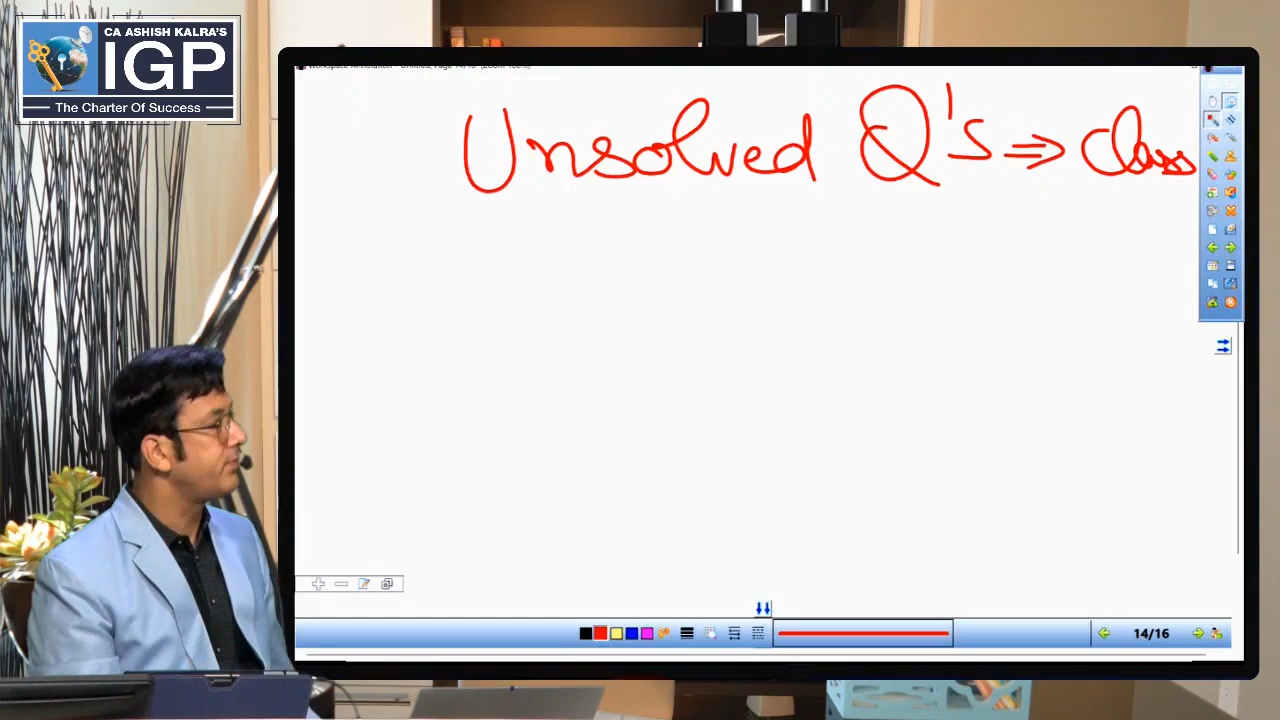 CA ASHISH KALRA'S
IGP
The Charter Of Success
Unsolved Q's ⇒ Class
14/16